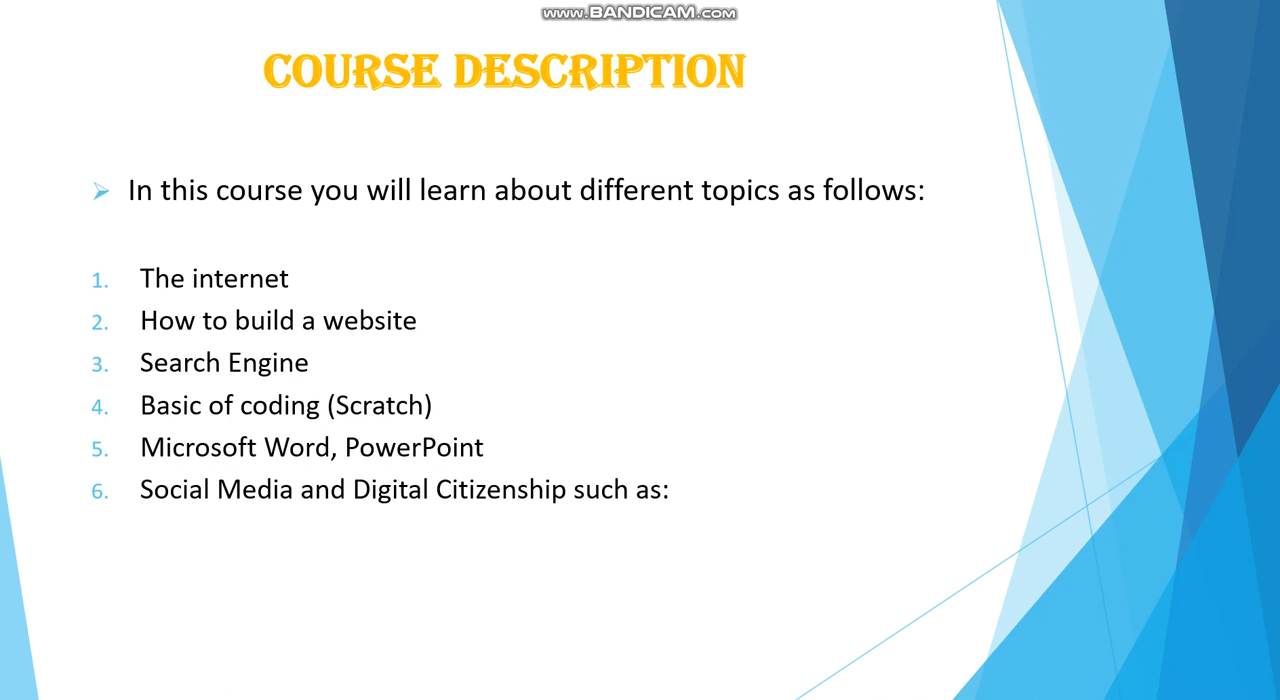 www.BANDICAM.com
COURSE DESCRIPTION
In this course you will learn about different topics as follows:
1. The internet
2. How to build a website
3. Search Engine
4. Basic of coding (Scratch)
5. Microsoft Word, PowerPoint
6. Social Media and Digital Citizenship such as: